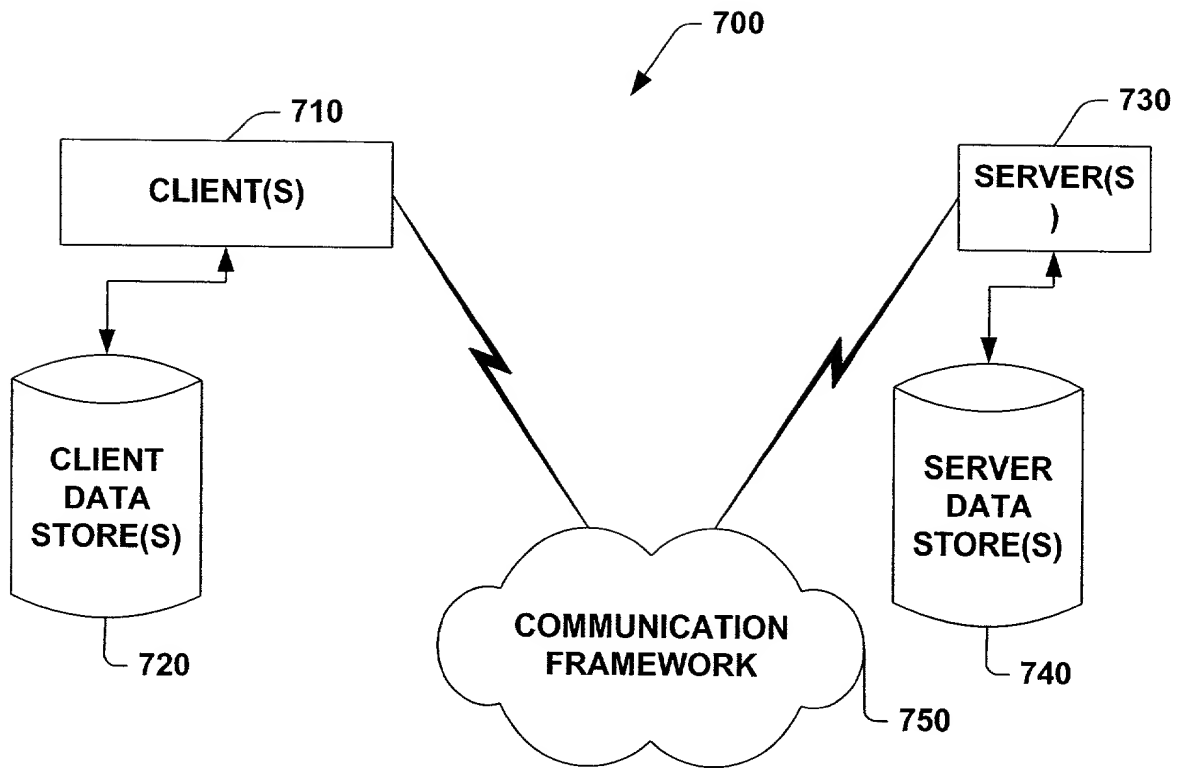 700
710
730
CLIENT(S)
SERVER(S
)
CLIENT
DATA
STORE(S)
SERVER
DATA
STORE(S)
COMMUNICATION
FRAMEWORK
720
740
750